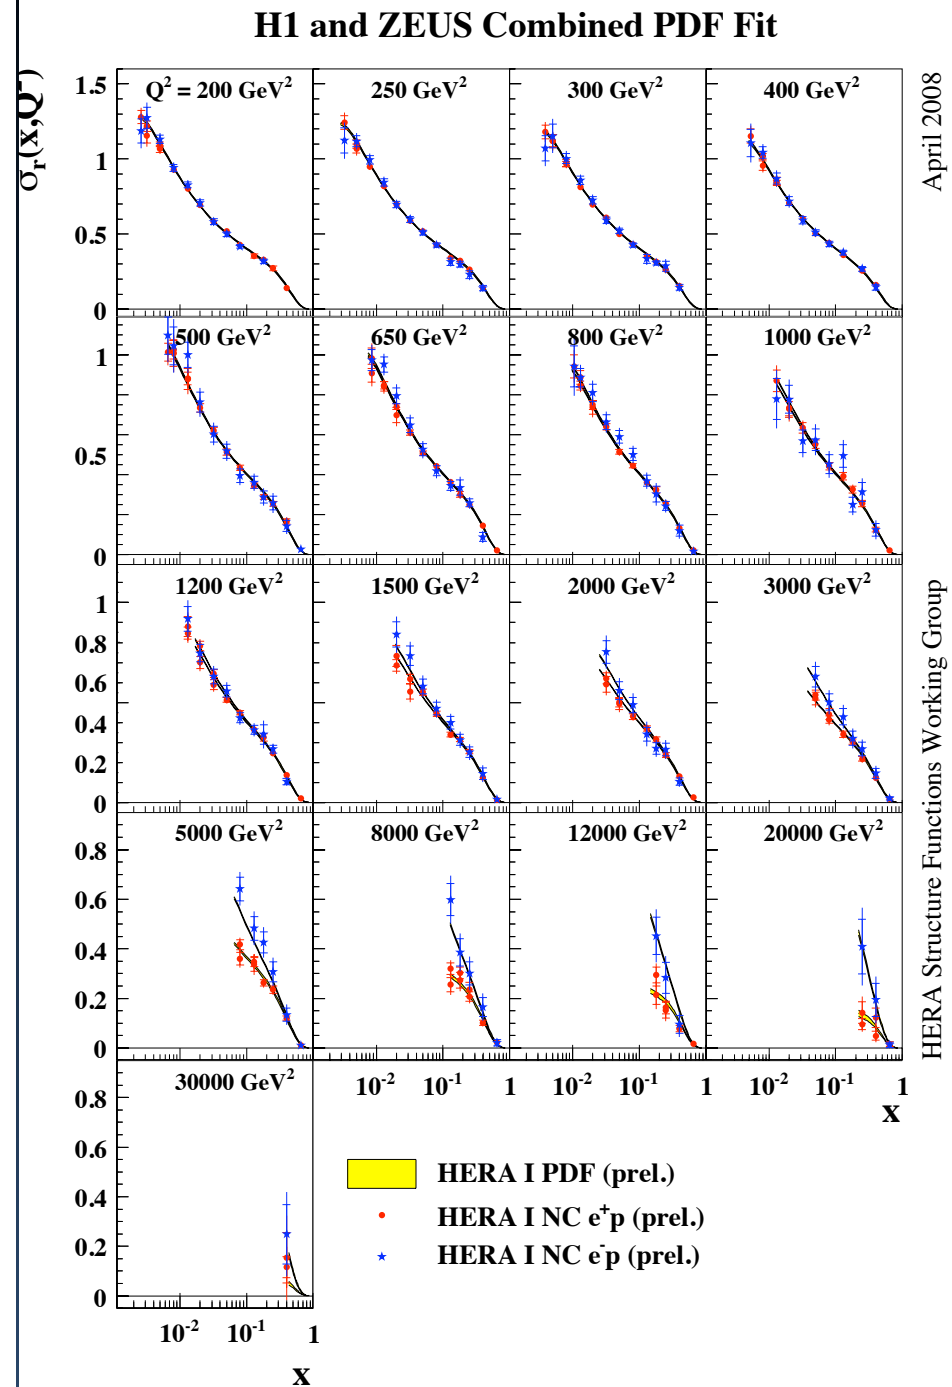 H1 and ZEUS Combined PDF Fit
σr(x,Q²)
April 2008
Q² = 200 GeV²
250 GeV²
300 GeV²
400 GeV²
1.5
1
0.5
0
500 GeV²
650 GeV²
800 GeV²
1000 GeV²
1
0.5
0
1200 GeV²
1500 GeV²
2000 GeV²
3000 GeV²
1
0.8
0.6
0.4
0.2
0
5000 GeV²
8000 GeV²
12000 GeV²
20000 GeV²
0.8
0.6
0.4
0.2
0
HERA Structure Functions Working Group
30000 GeV²
10⁻² 10⁻¹ 1
10⁻² 10⁻¹ 1
10⁻² 10⁻¹ 1
x
0.8
0.6
0.4
0.2
0
HERA I PDF (prel.)
HERA I NC e⁺p (prel.)
HERA I NC e⁻p (prel.)
10⁻² 10⁻¹ 1
x